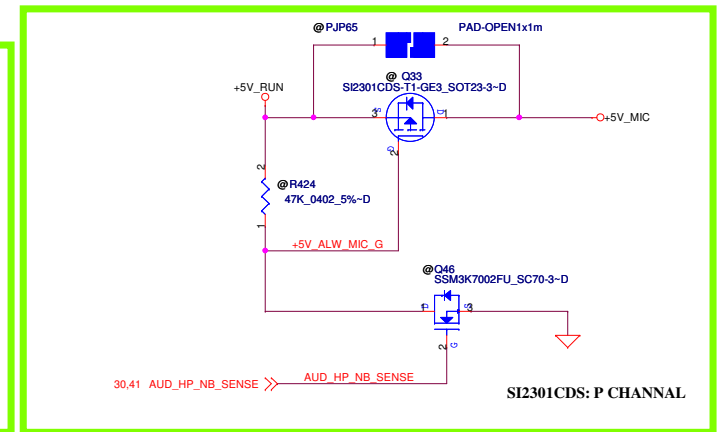 @ PJP65 PAD-OPEN1x1m
1 2
@ Q33
SI2301CDS-T1-GE3_SOT23-3~D
+5V_RUN
3 S D 1
+5V_MIC
G 2
2
@ R424
47K_0402_5%~D
1
+5V_ALW_MIC_G
@Q46
SSM3K7002FU_SC70-3~D
1 D S 3
2 G
30,41 AUD_HP_NB_SENSE AUD_HP_NB_SENSE
SI2301CDS: P CHANNAL